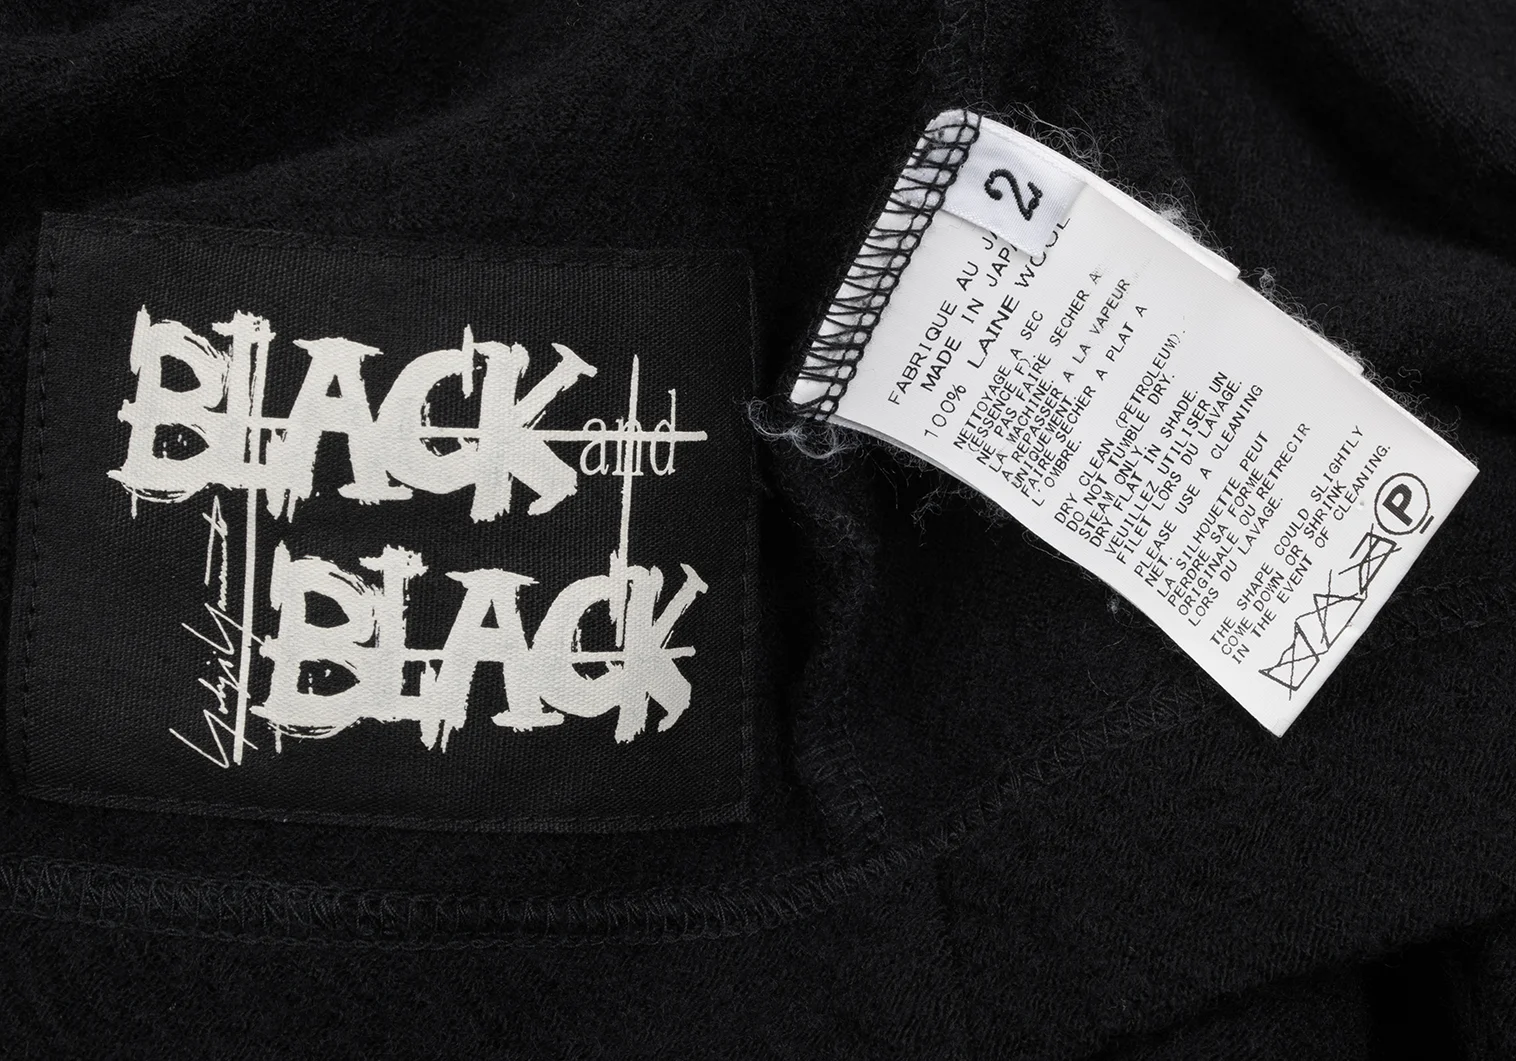 BLACK and
BLACK
Yohji Yamamoto
2
FABRIQUE AU
MADE IN
100% LAINE WOOL
NETTOYAGE A SEC
(ESSENCE F).
NE PAS FAIRE SECHER A
LA MACHINE.
REPASSER A LA VAPEUR
UNIQUEMENT.
FAIRE SECHER A PLAT A
L'OMBRE.
DRY CLEAN (PETROLEUM).
DO NOT TUMBLE DRY.
STEAM ONLY.
DRY FLAT IN SHADE.
VEUILLEZ UTILISER UN
FILET LORS DU LAVAGE.
PLEASE USE A CLEANING
NET.
LA SILHOUETTE PEUT
PERDRE SA FORME
ORIGINALE OU RETRECIR
LORS DU LAVAGE.
THE SHAPE COULD SLIGHTLY
COME DOWN OR SHRINK
IN THE EVENT OF CLEANING.
P